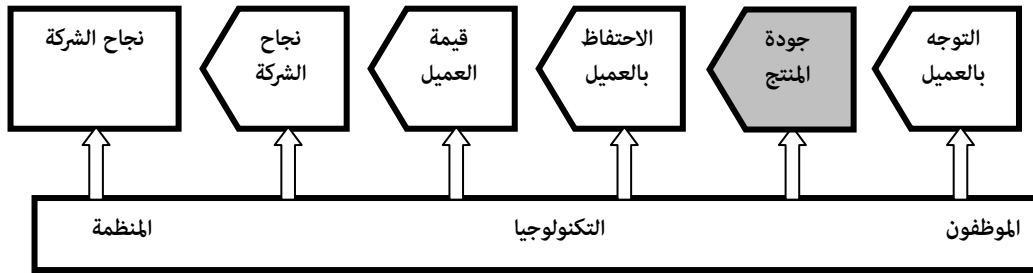 التوجه
بالعميل
جودة
المنتج
الاحتفاظ
بالعميل
قيمة
العميل
نجاح
الشركة
نجاح الشركة
الموظفون
التكنولوجيا
المنظمة